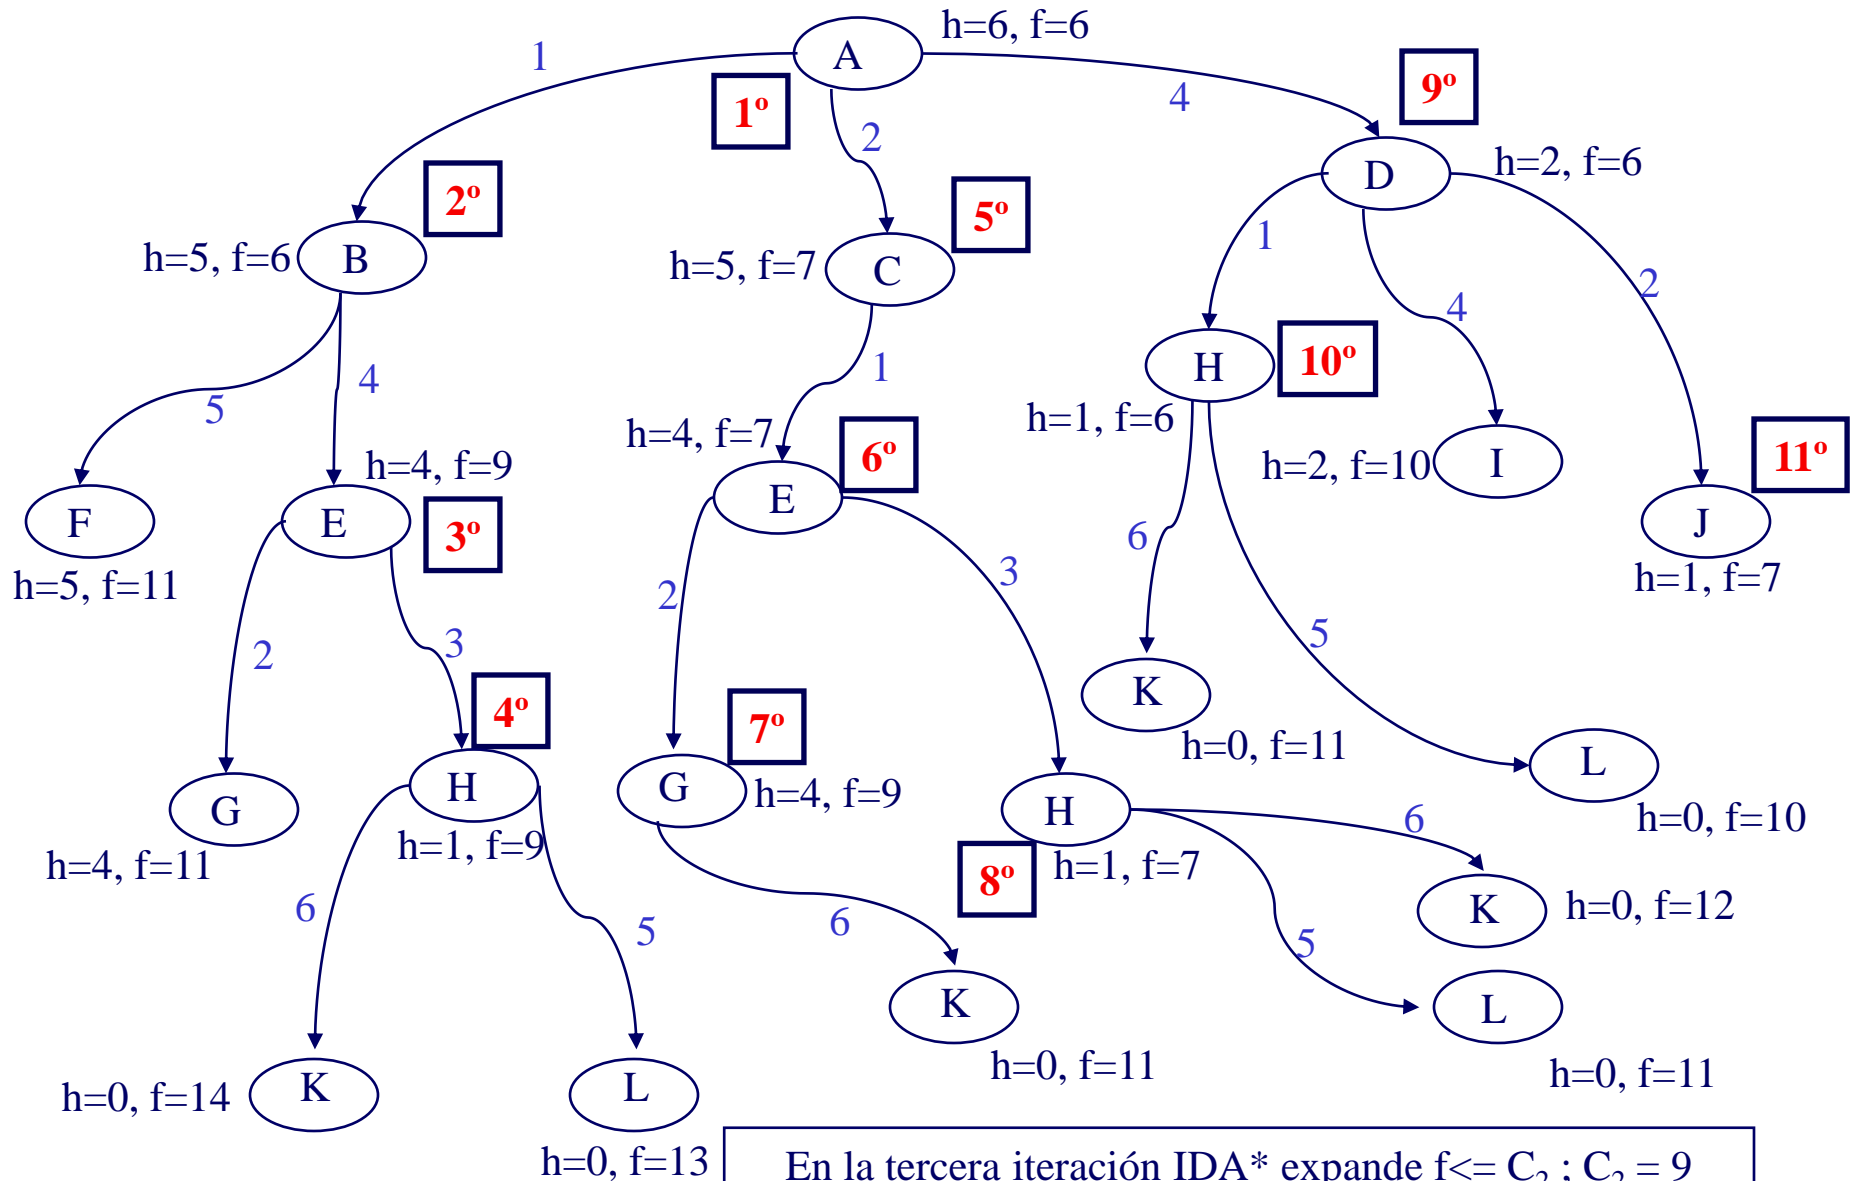 h=6, f=6
A
1
1º
2
4
9º
D
h=2, f=6
2º
5º
B
h=5, f=6
C
h=5, f=7
1
4
2
5
4
1
H
10º
h=1, f=6
h=4, f=7
6º
h=2, f=10
I
11º
F
h=5, f=11
h=4, f=9
E
3º
E
J
h=1, f=7
6
2
3
5
2
3
K
h=0, f=11
4º
7º
G
h=4, f=11
H
h=1, f=9
G
h=4, f=9
H
h=1, f=7
8º
L
h=0, f=10
6
K
h=0, f=12
6
5
6
5
K
h=0, f=11
L
h=0, f=11
K
h=0, f=14
L
h=0, f=13
En la tercera iteración IDA* expande f<= C₂ ; C₂ = 9